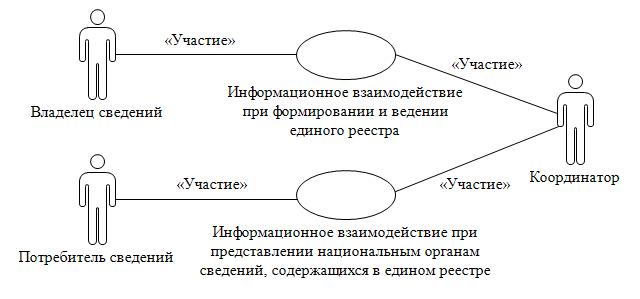 «Участие»
«Участие»
Владелец сведений
Информационное взаимодействие
при формировании и ведении
единого реестра
Координатор
«Участие»
«Участие»
Потребитель сведений
Информационное взаимодействие при
представлении национальным органам
сведений, содержащихся в едином реестре